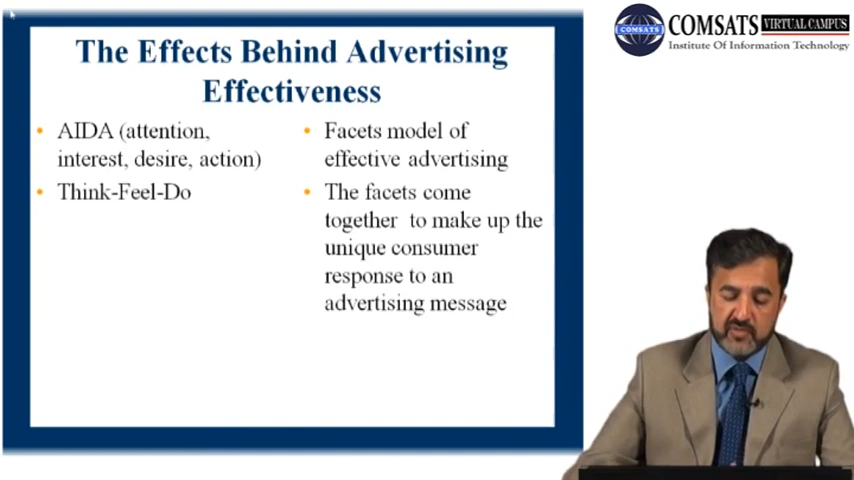 The Effects Behind Advertising
Effectiveness
• AIDA (attention,
interest, desire, action)
• Think-Feel-Do
• Facets model of
effective advertising
• The facets come
together to make up the
unique consumer
response to an
advertising message
COMSATS
COMSATS VIRTUAL CAMPUS
Institute Of Information Technology